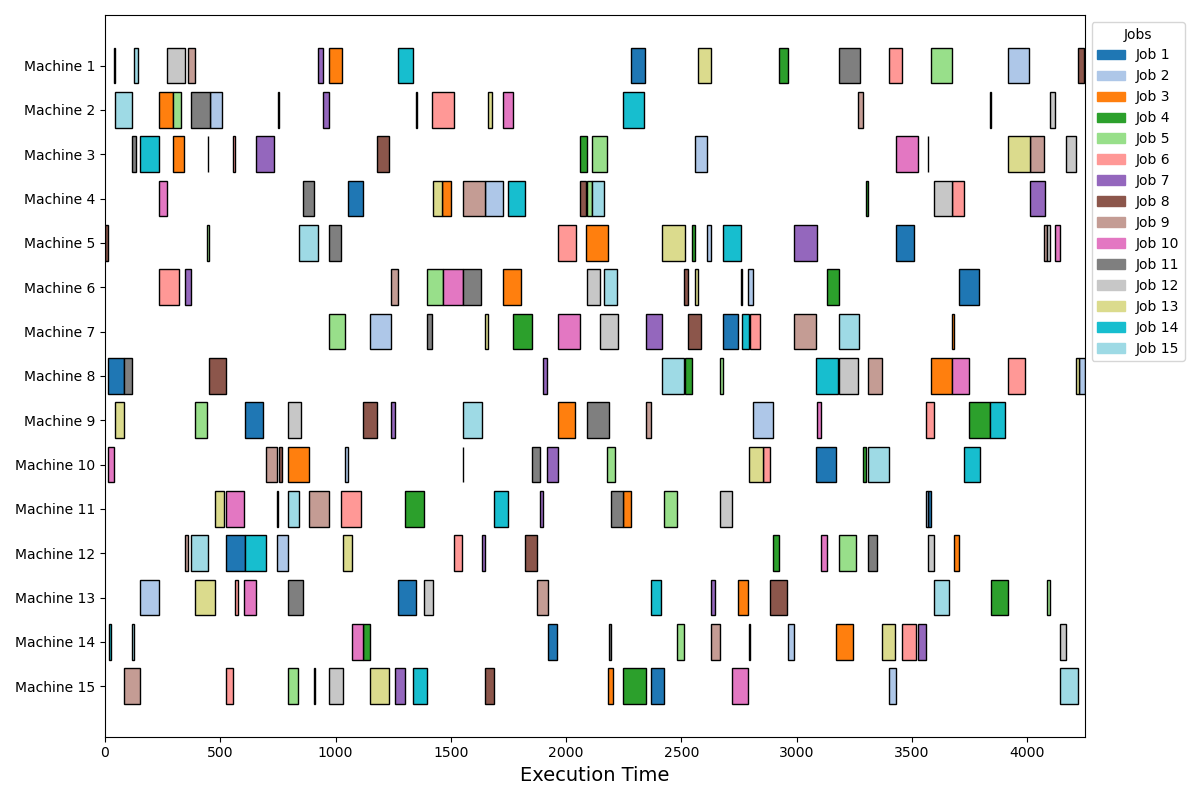 Machine 1
Machine 2
Machine 3
Machine 4
Machine 5
Machine 6
Machine 7
Machine 8
Machine 9
Machine 10
Machine 11
Machine 12
Machine 13
Machine 14
Machine 15
0 500 1000 1500 2000 2500 3000 3500 4000
Execution Time
Jobs
Job 1
Job 2
Job 3
Job 4
Job 5
Job 6
Job 7
Job 8
Job 9
Job 10
Job 11
Job 12
Job 13
Job 14
Job 15